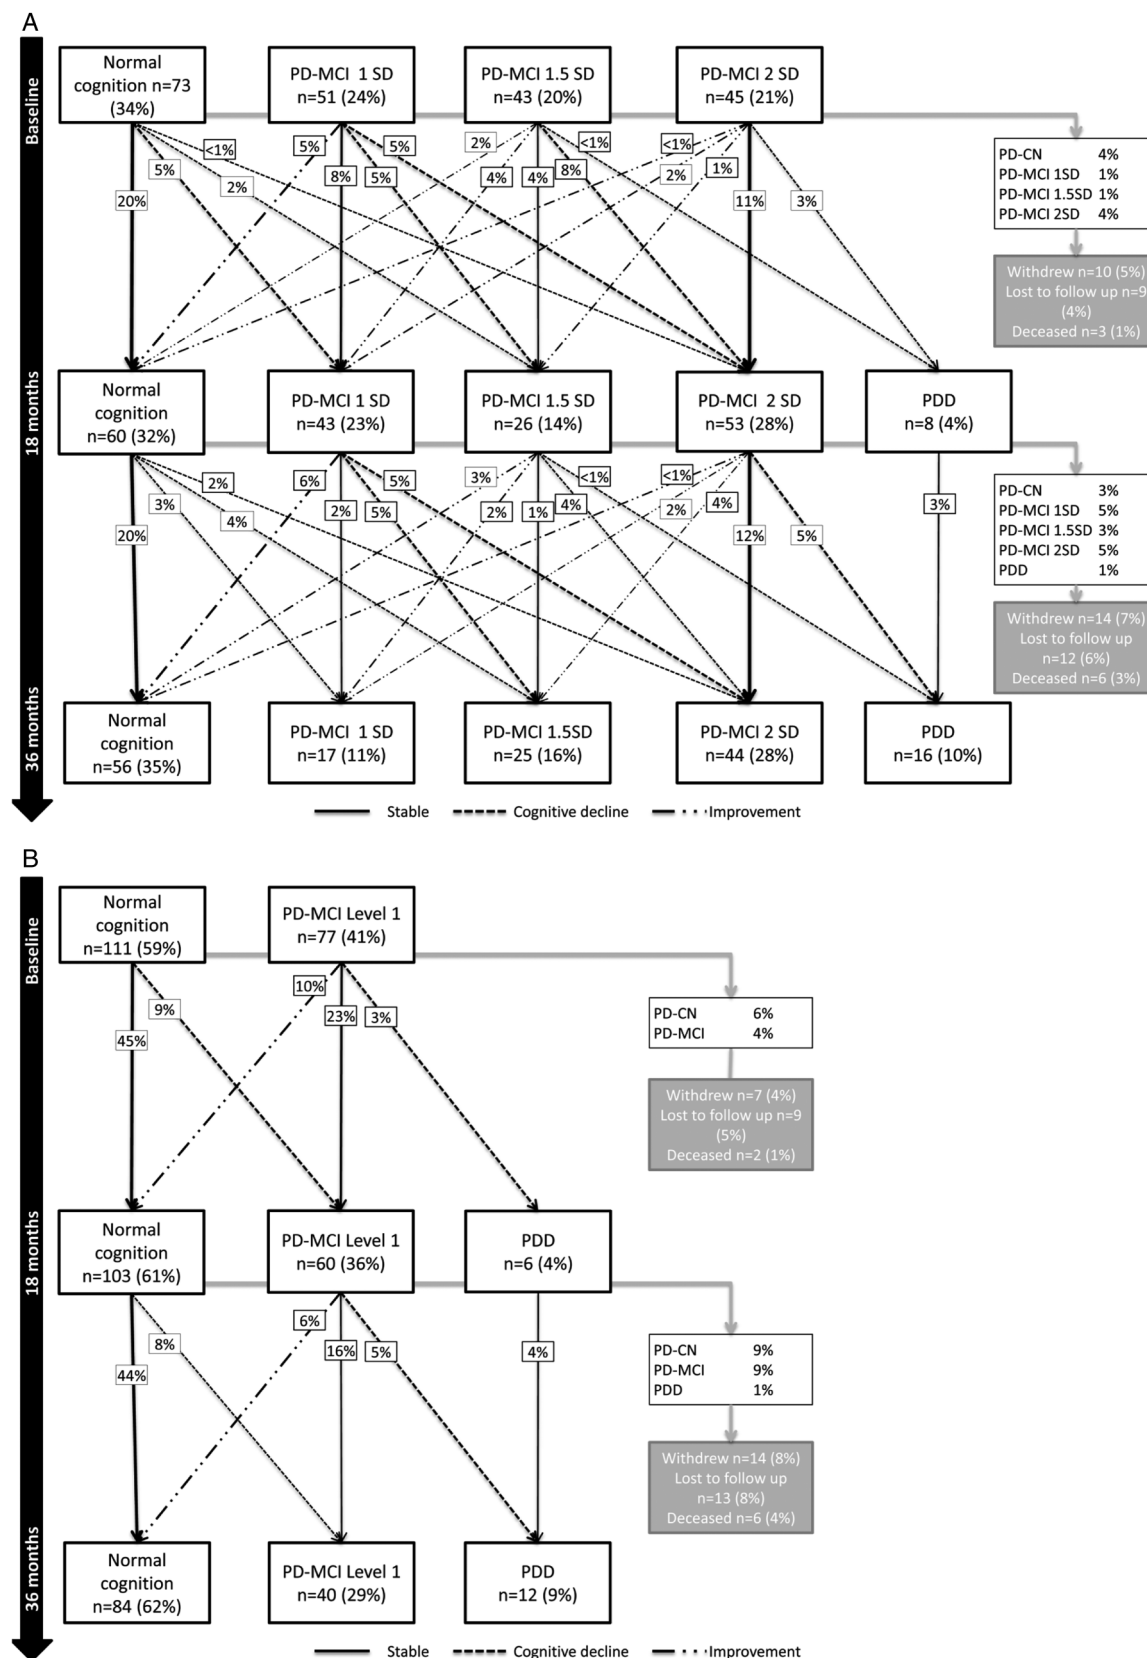 A
Baseline
Normal
cognition n=73
(34%)
PD-MCI 1 SD
n=51 (24%)
PD-MCI 1.5 SD
n=43 (20%)
PD-MCI 2 SD
n=45 (21%)
<1%
5%
5%
2%
<1%
<1%
5%
2%
20%
8%
5%
4%
4%
8%
2%
1%
11%
3%
PD-CN 4%
PD-MCI 1SD 1%
PD-MCI 1.5SD 1%
PD-MCI 2SD 4%
Withdrew n=10 (5%)
Lost to follow up n=9
(4%)
Deceased n=3 (1%)
18 months
Normal
cognition
n=60 (32%)
PD-MCI 1 SD
n=43 (23%)
PD-MCI 1.5 SD
n=26 (14%)
PD-MCI 2 SD
n=53 (28%)
PDD
n=8 (4%)
2%
6%
5%
3%
<1%
<1%
3%
4%
20%
2%
5%
2%
1%
4%
2%
4%
12%
5%
3%
PD-CN 3%
PD-MCI 1SD 5%
PD-MCI 1.5SD 3%
PD-MCI 2SD 5%
PDD 1%
Withdrew n=14 (7%)
Lost to follow up
n=12 (6%)
Deceased n=6 (3%)
36 months
Normal
cognition
n=56 (35%)
PD-MCI 1 SD
n=17 (11%)
PD-MCI 1.5SD
n=25 (16%)
PD-MCI 2 SD
n=44 (28%)
PDD
n=16 (10%)
Stable Cognitive decline Improvement
B
Baseline
Normal
cognition
n=111 (59%)
PD-MCI Level 1
n=77 (41%)
9%
45%
10%
23%
3%
PD-CN 6%
PD-MCI 4%
Withdrew n=7 (4%)
Lost to follow up n=9
(5%)
Deceased n=2 (1%)
18 months
Normal
cognition
n=103 (61%)
PD-MCI Level 1
n=60 (36%)
PDD
n=6 (4%)
8%
44%
6%
16%
5%
4%
PD-CN 9%
PD-MCI 9%
PDD 1%
Withdrew n=14 (8%)
Lost to follow up
n=13 (8%)
Deceased n=6 (4%)
36 months
Normal
cognition
n=84 (62%)
PD-MCI Level 1
n=40 (29%)
PDD
n=12 (9%)
Stable Cognitive decline Improvement